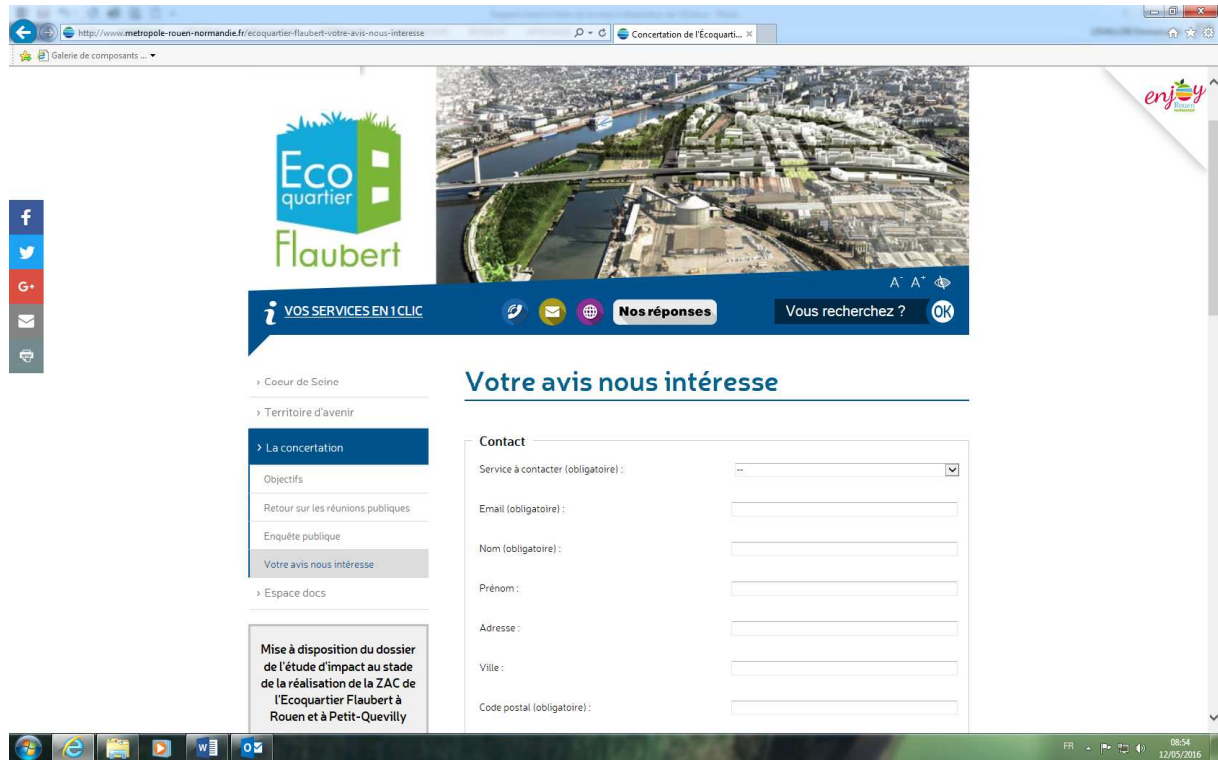 http://www.metropole-rouen-normandie.fr/ecoquartier-flaubert-votre-avis-nous-interesse
Concertation de l'Écoquarti...
Galerie de composants ...
enjoy
Rouen
Eco
quartier
Flaubert
A- A+
VOS SERVICES EN 1 CLIC
Nos réponses
Vous recherchez ?
OK
Coeur de Seine
Territoire d'avenir
La concertation
Objectifs
Retour sur les réunions publiques
Enquête publique
Votre avis nous intéresse
Espace docs
Mise à disposition du dossier
de l'étude d'impact au stade
de la réalisation de la ZAC de
l'Ecoquartier Flaubert à
Rouen et à Petit-Quevilly
Votre avis nous intéresse
Contact
Service à contacter (obligatoire) :
--
Email (obligatoire) :
Nom (obligatoire) :
Prénom :
Adresse :
Ville :
Code postal (obligatoire) :
f
G+
FR
08:54
12/05/2016